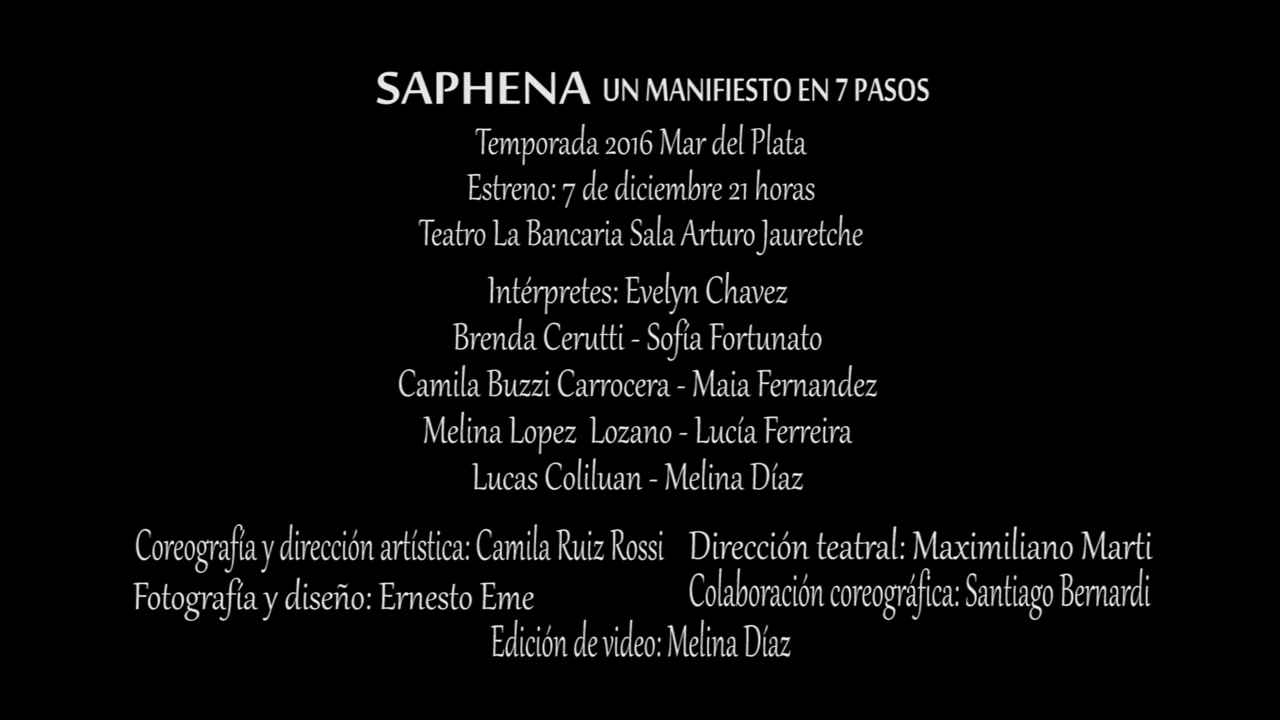 SAPHENA UN MANIFIESTO EN 7 PASOS
Temporada 2016 Mar del Plata
Estreno: 7 de diciembre 21 horas
Teatro La Bancaria Sala Arturo Jauretche
Intérpretes: Evelyn Chavez
Brenda Cerutti - Sofía Fortunato
Camila Buzzi Carrocera - Maia Fernandez
Melina Lopez Lozano - Lucía Ferreira
Lucas Coliluan - Melina Díaz
Coreografía y dirección artística: Camila Ruiz Rossi
Dirección teatral: Maximiliano Marti
Fotografía y diseño: Ernesto Eme
Colaboración coreográfica: Santiago Bernardi
Edición de video: Melina Díaz